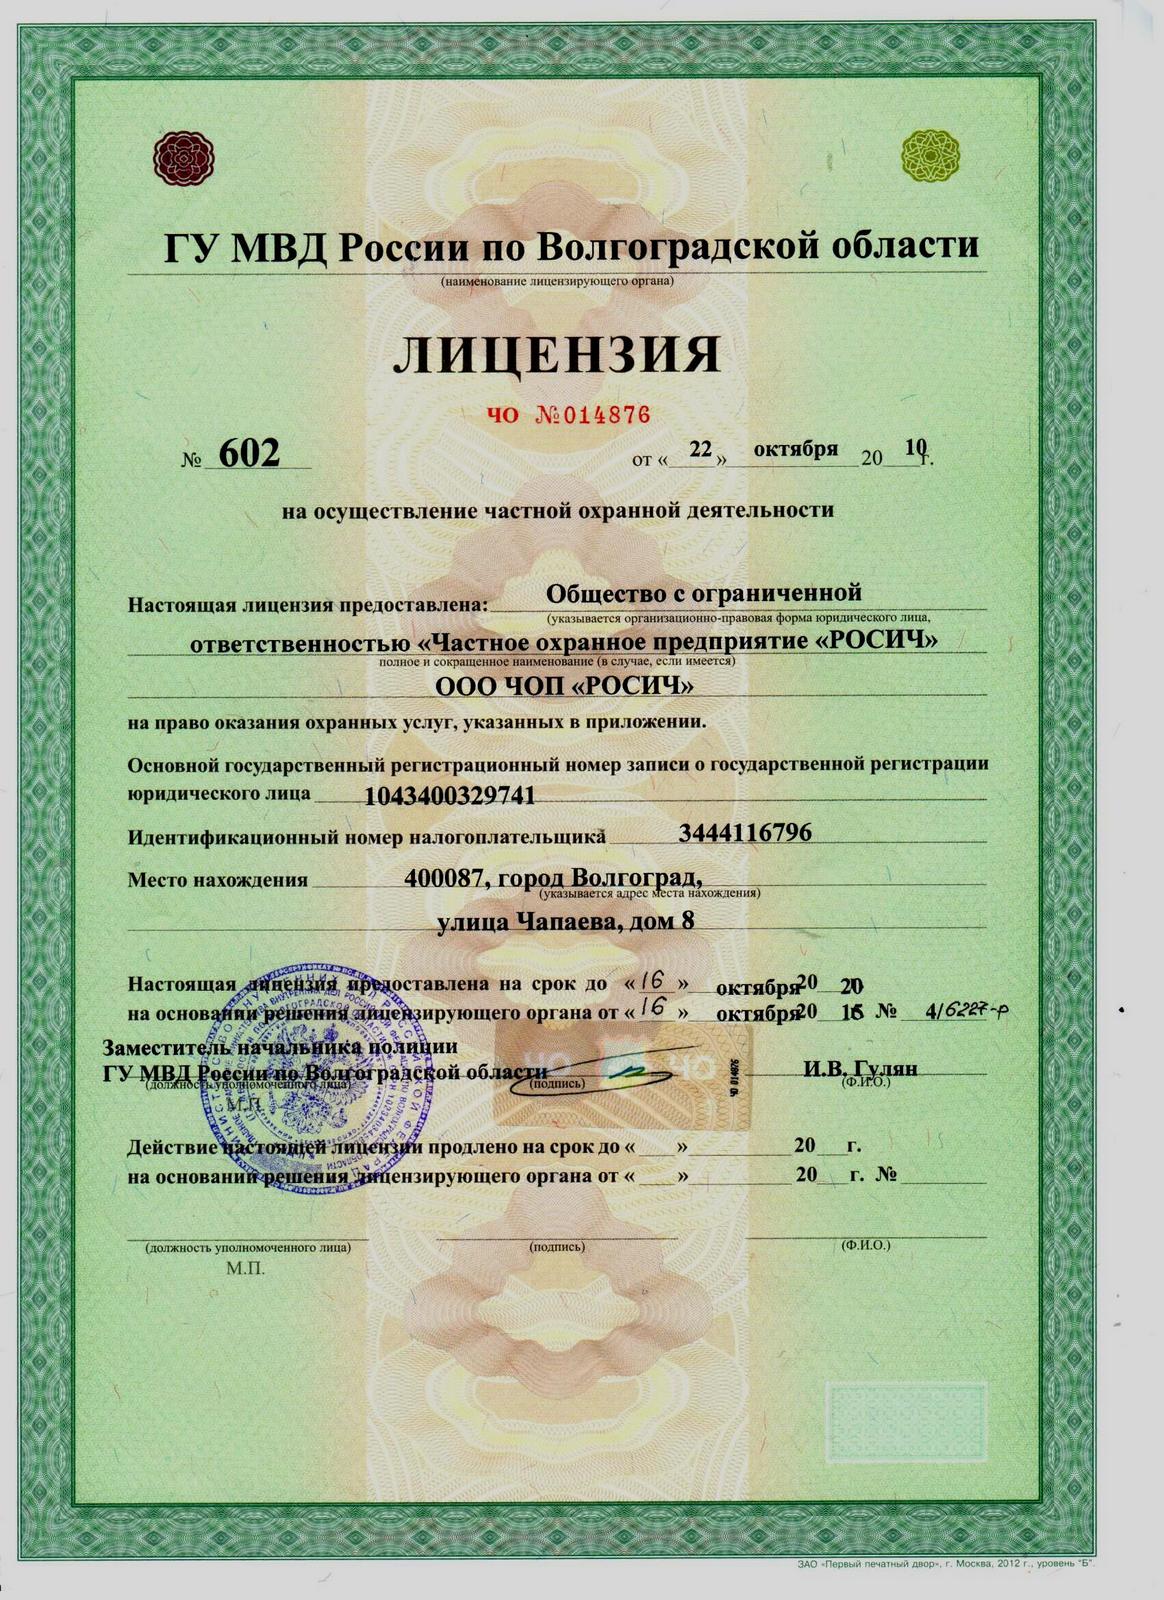 ГУ МВД России по Волгоградской области
(наименование лицензирующего органа)
ЛИЦЕНЗИЯ
ЧО №014876
№ 602 от « 22 » октября 20 10 г.
на осуществление частной охранной деятельности
Настоящая лицензия предоставлена: Общество с ограниченной
(указывается организационно-правовая форма юридического лица,
ответственностью «Частное охранное предприятие «РОСИЧ»
полное и сокращенное наименование (в случае, если имеется)
ООО ЧОП «РОСИЧ»
на право оказания охранных услуг, указанных в приложении.
Основной государственный регистрационный номер записи о государственной регистрации
юридического лица 1043400329741
Идентификационный номер налогоплательщика 3444116796
Место нахождения 400087, город Волгоград,
(указывается адрес места нахождения)
улица Чапаева, дом 8
Настоящая лицензия предоставлена на срок до « 16 » октября 20 20
на основании решения лицензирующего органа от « 16 » октября 20 15 № 4/6227-р
Заместитель начальника полиции
ГУ МВД России по Волгоградской области И.В. Гулян
(должность уполномоченного лица) (подпись) (Ф.И.О.)
М.П.
ЧО 014876
Действие настоящей лицензии продлено на срок до « » 20 г.
на основании решения лицензирующего органа от « » 20 г. №
(должность уполномоченного лица) (подпись) (Ф.И.О.)
М.П.
ЗАО «Первый печатный двор», г. Москва, 2012 г., уровень "Б".